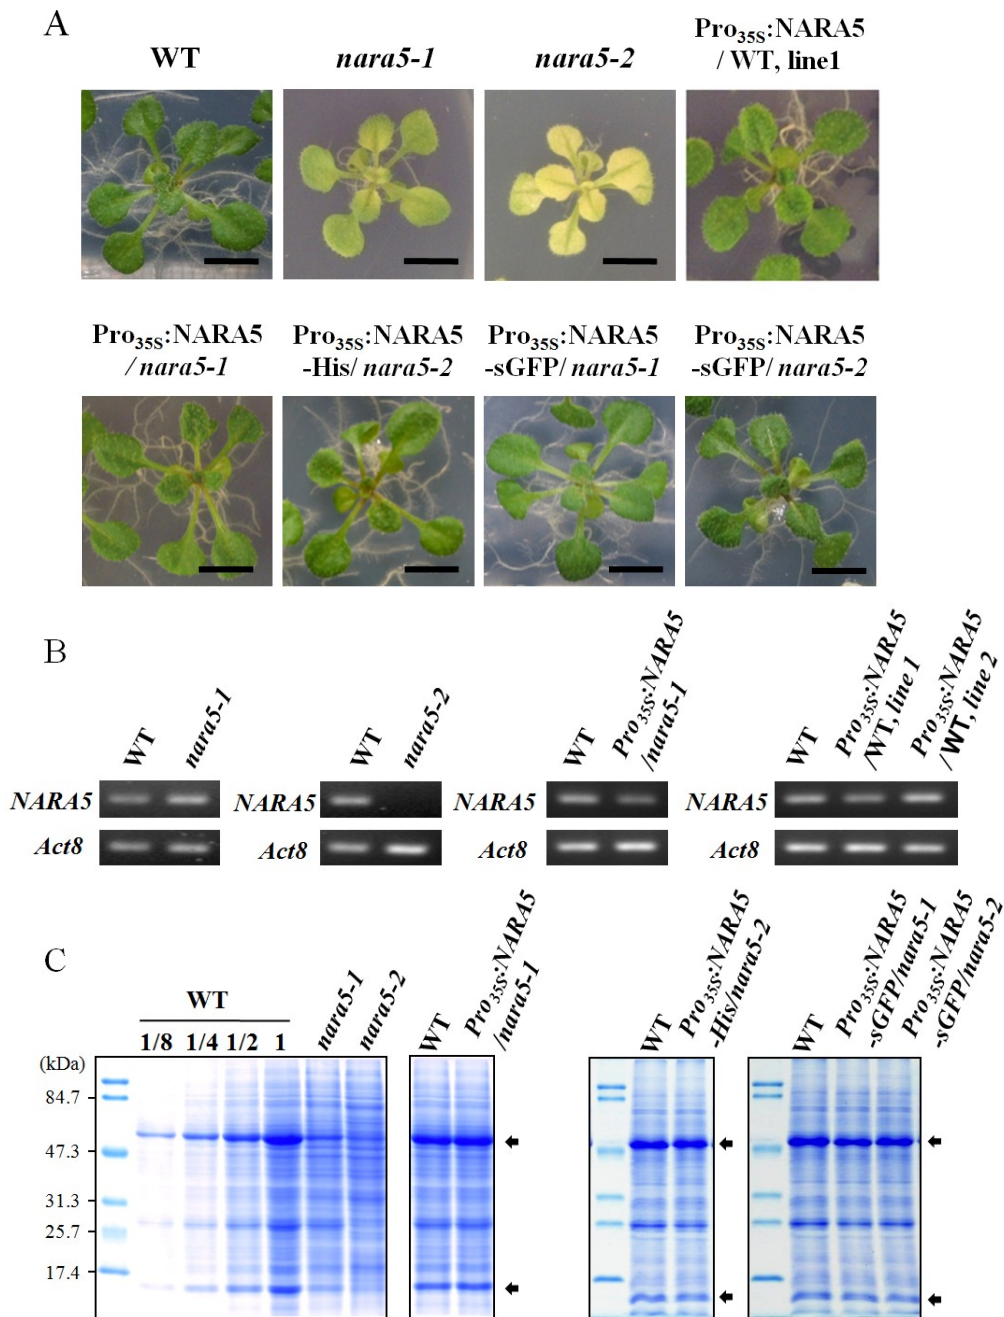 A
WT
nara5-1
nara5-2
Pro35S:NARA5
/ WT, line1
Pro35S:NARA5
/ nara5-1
Pro35S:NARA5
-His/ nara5-2
Pro35S:NARA5
-sGFP/ nara5-1
Pro35S:NARA5
-sGFP/ nara5-2
B
WT
nara5-1
WT
nara5-2
WT
Pro35S:NARA5
/nara5-1
WT
Pro35S:NARA5
/WT, line 1
Pro35S:NARA5
/WT, line 2
NARA5
NARA5
NARA5
NARA5
Act8
Act8
Act8
Act8
C
WT
1/8 1/4 1/2 1
nara5-1
nara5-2
WT
Pro35S:NARA5
/nara5-1
WT
Pro35S:NARA5
-His/nara5-2
WT
Pro35S:NARA5
-sGFP/nara5-1
Pro35S:NARA5
-sGFP/nara5-2
(kDa)
84.7
47.3
31.3
25.7
17.4